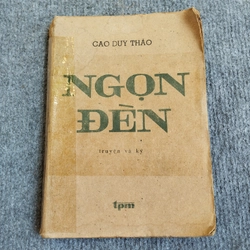 CAO DUY THẢO
NGỌN
ĐÈN
truyện và ký
tpm